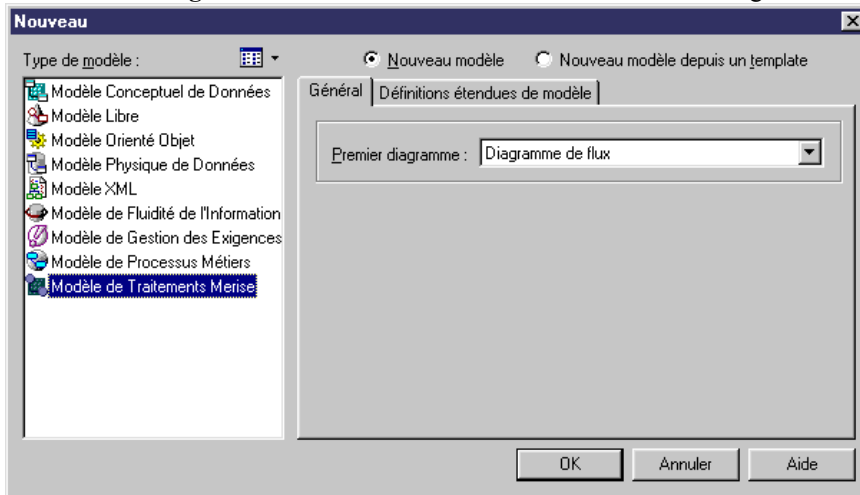 Nouveau
Type de modèle :
Nouveau modèle
Nouveau modèle depuis un template
Modèle Conceptuel de Données
Modèle Libre
Modèle Orienté Objet
Modèle Physique de Données
Modèle XML
Modèle de Fluidité de l'Information
Modèle de Gestion des Exigences
Modèle de Processus Métiers
Modèle de Traitements Merise
Général
Définitions étendues de modèle
Premier diagramme : Diagramme de flux
OK
Annuler
Aide